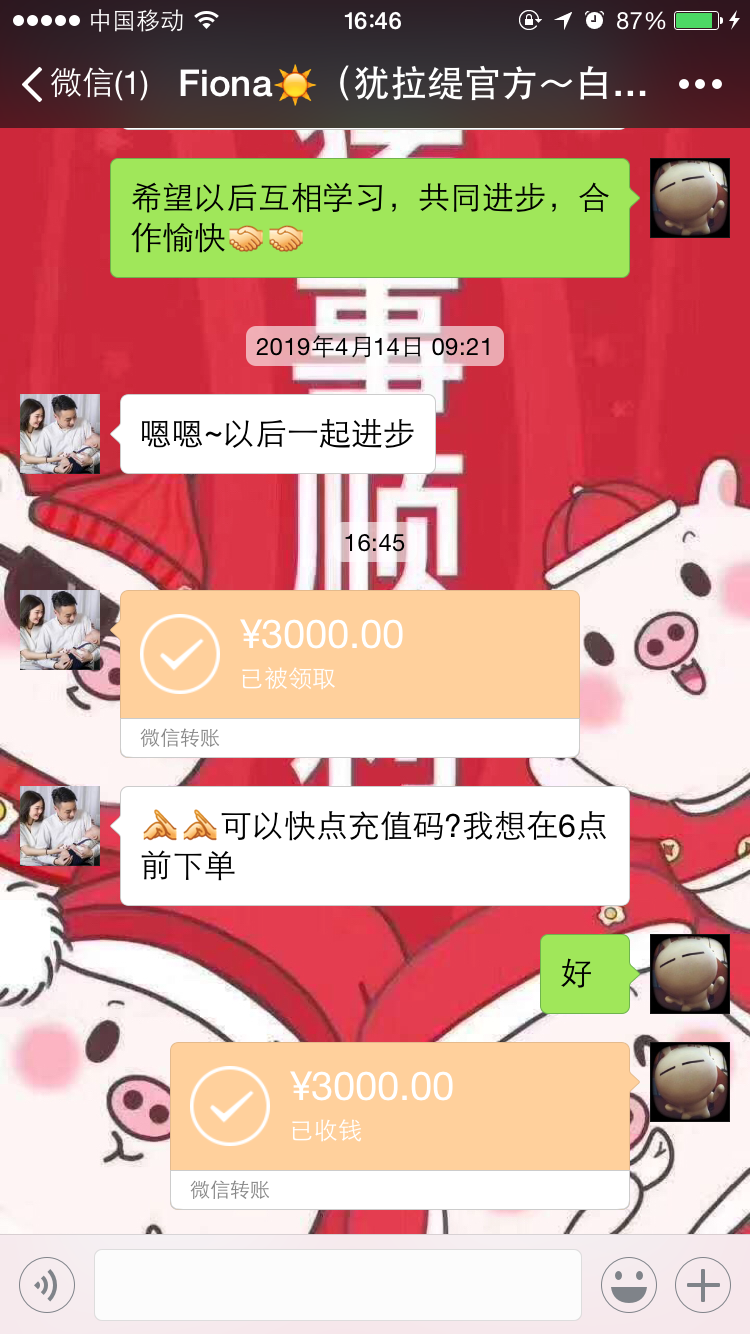 中国移动
16:46
87%
微信(1)
Fiona☀️（犹拉缇官方～白...
希望以后互相学习，共同进步，合
作愉快🤝🤝
事
2019年4月14日 09:21
嗯嗯~以后一起进步
顺
16:45
¥3000.00
已被领取
微信转账
可以快点充值码?我想在6点
前下单
好
¥3000.00
已收钱
微信转账